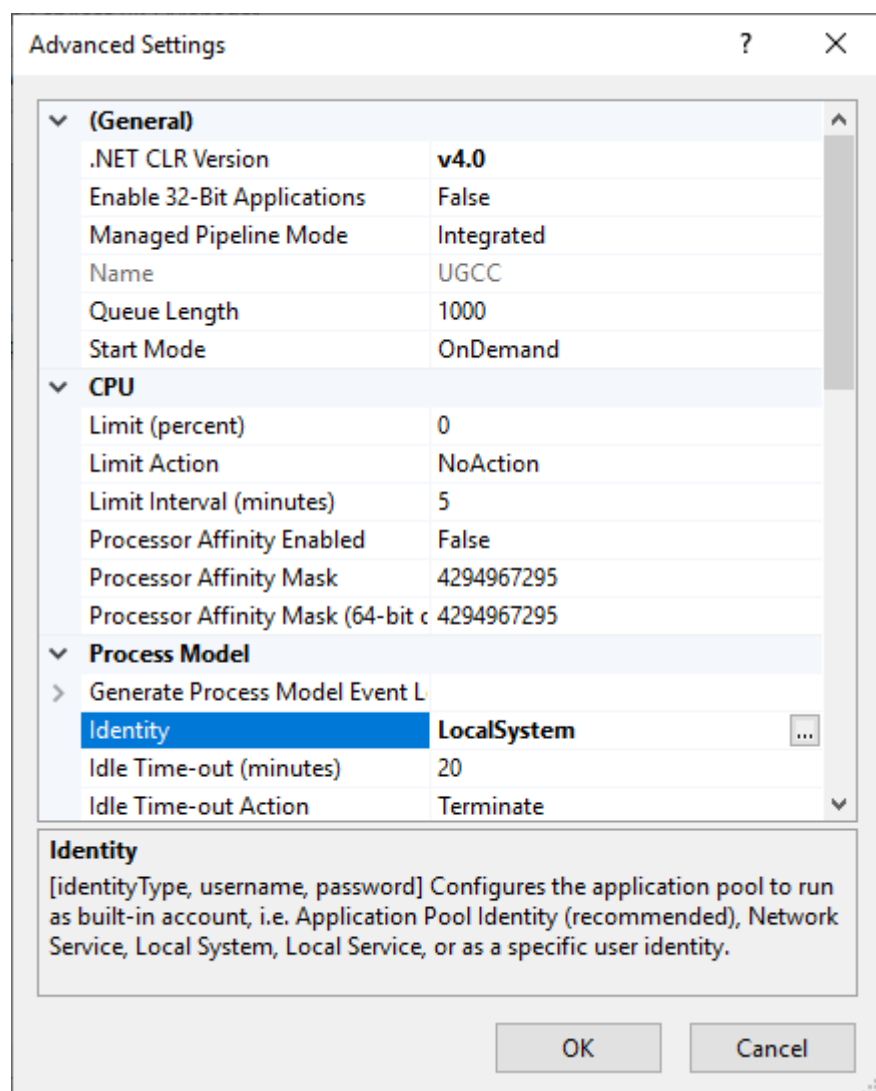 Advanced Settings ?
(General)
.NET CLR Version v4.0
Enable 32-Bit Applications False
Managed Pipeline Mode Integrated
Name UGCC
Queue Length 1000
Start Mode OnDemand
CPU
Limit (percent) 0
Limit Action NoAction
Limit Interval (minutes) 5
Processor Affinity Enabled False
Processor Affinity Mask 4294967295
Processor Affinity Mask (64-bit 4294967295
Process Model
Generate Process Model Event
Identity LocalSystem ...
Idle Time-out (minutes) 20
Idle Time-out Action Terminate
Identity
[identityType, username, password] Configures the application pool to run
as built-in account, i.e. Application Pool Identity (recommended), Network
Service, Local System, Local Service, or as a specific user identity.
OK Cancel